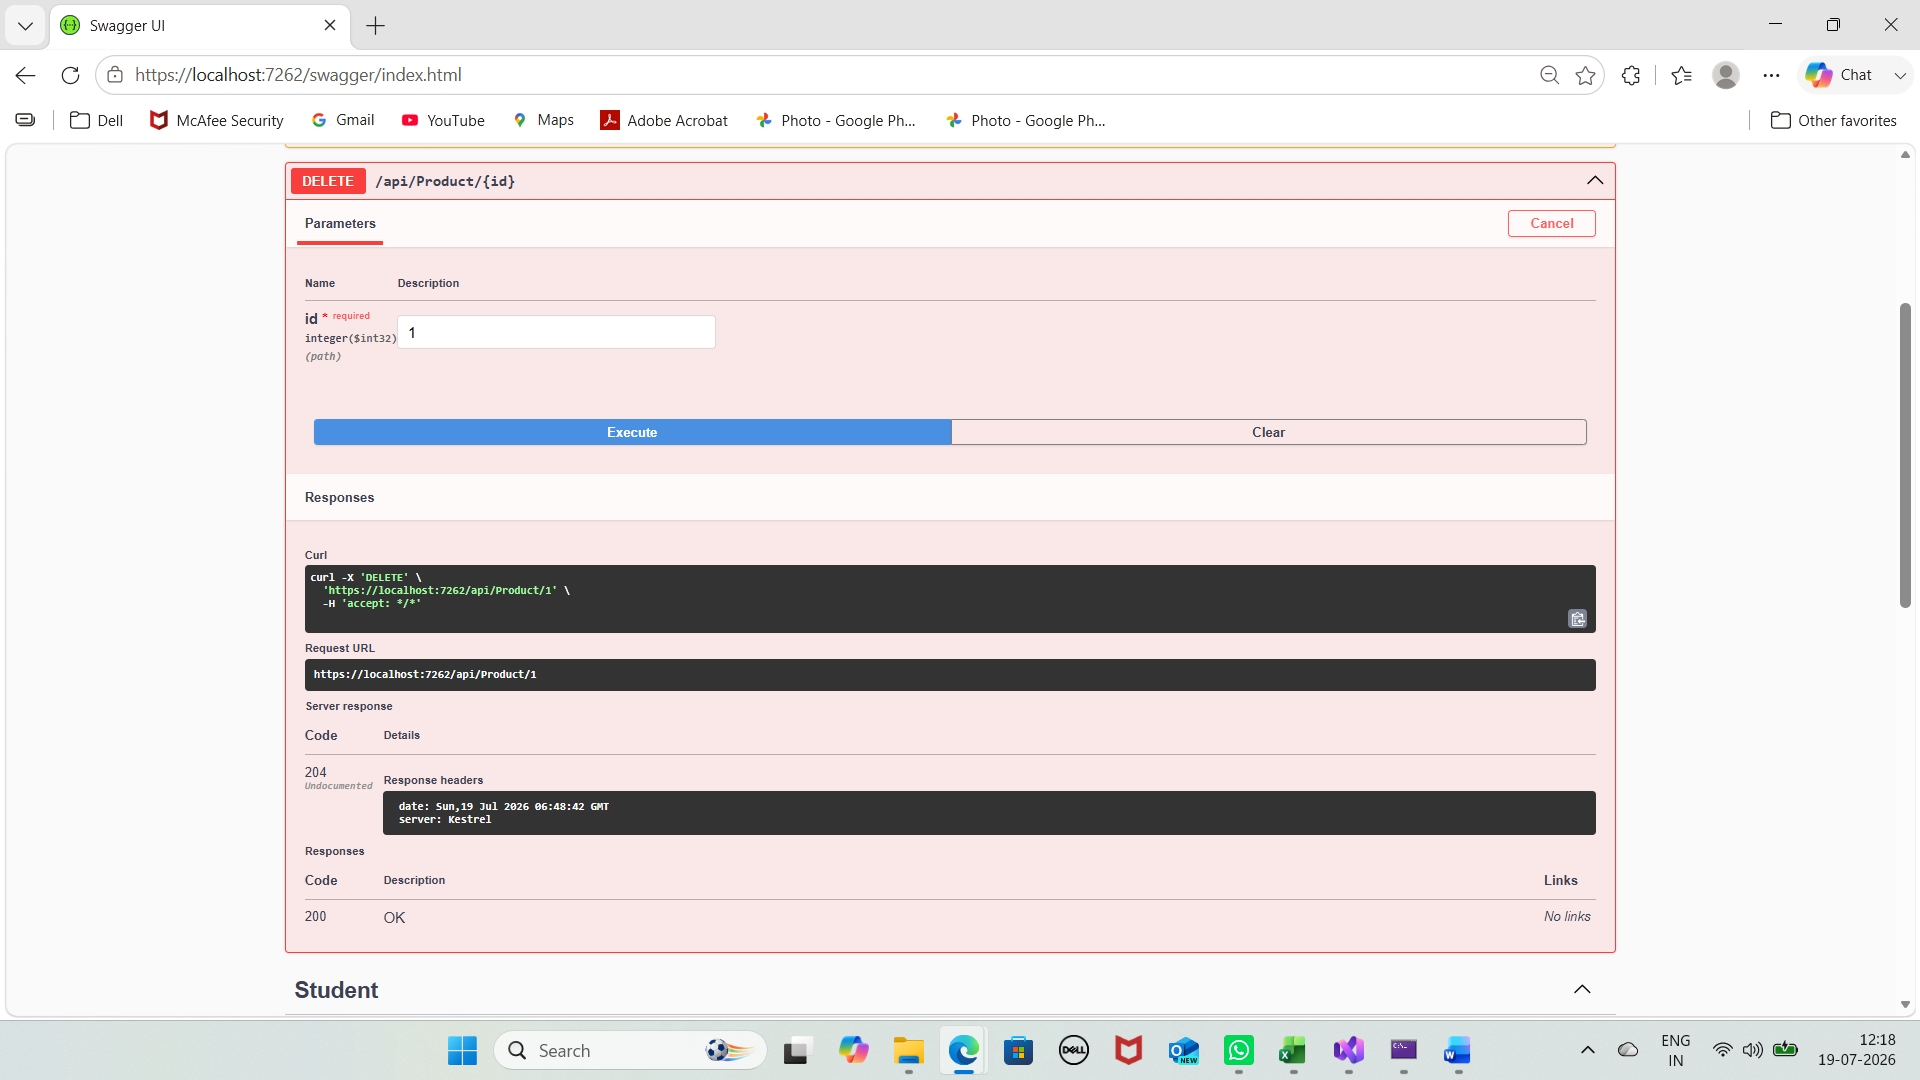 Swagger UI
https://localhost:7262/swagger/index.html
Chat
Dell
McAfee Security
Gmail
YouTube
Maps
Adobe Acrobat
Photo - Google Ph...
Photo - Google Ph...
Other favorites
DELETE /api/Product/{id}
Parameters
Cancel
Name Description
id * required
integer($int32)
(path)
1
Execute
Clear
Responses
Curl
curl -X 'DELETE' \
'https://localhost:7262/api/Product/1' \
-H 'accept: */*'
Request URL
https://localhost:7262/api/Product/1
Server response
Code Details
204
Undocumented
Response headers
date: Sun,19 Jul 2026 06:48:42 GMT
server: Kestrel
Responses
Code Description Links
200 OK No links
Student
Search
DELL
NEW
ENG
IN
12:18
19-07-2026